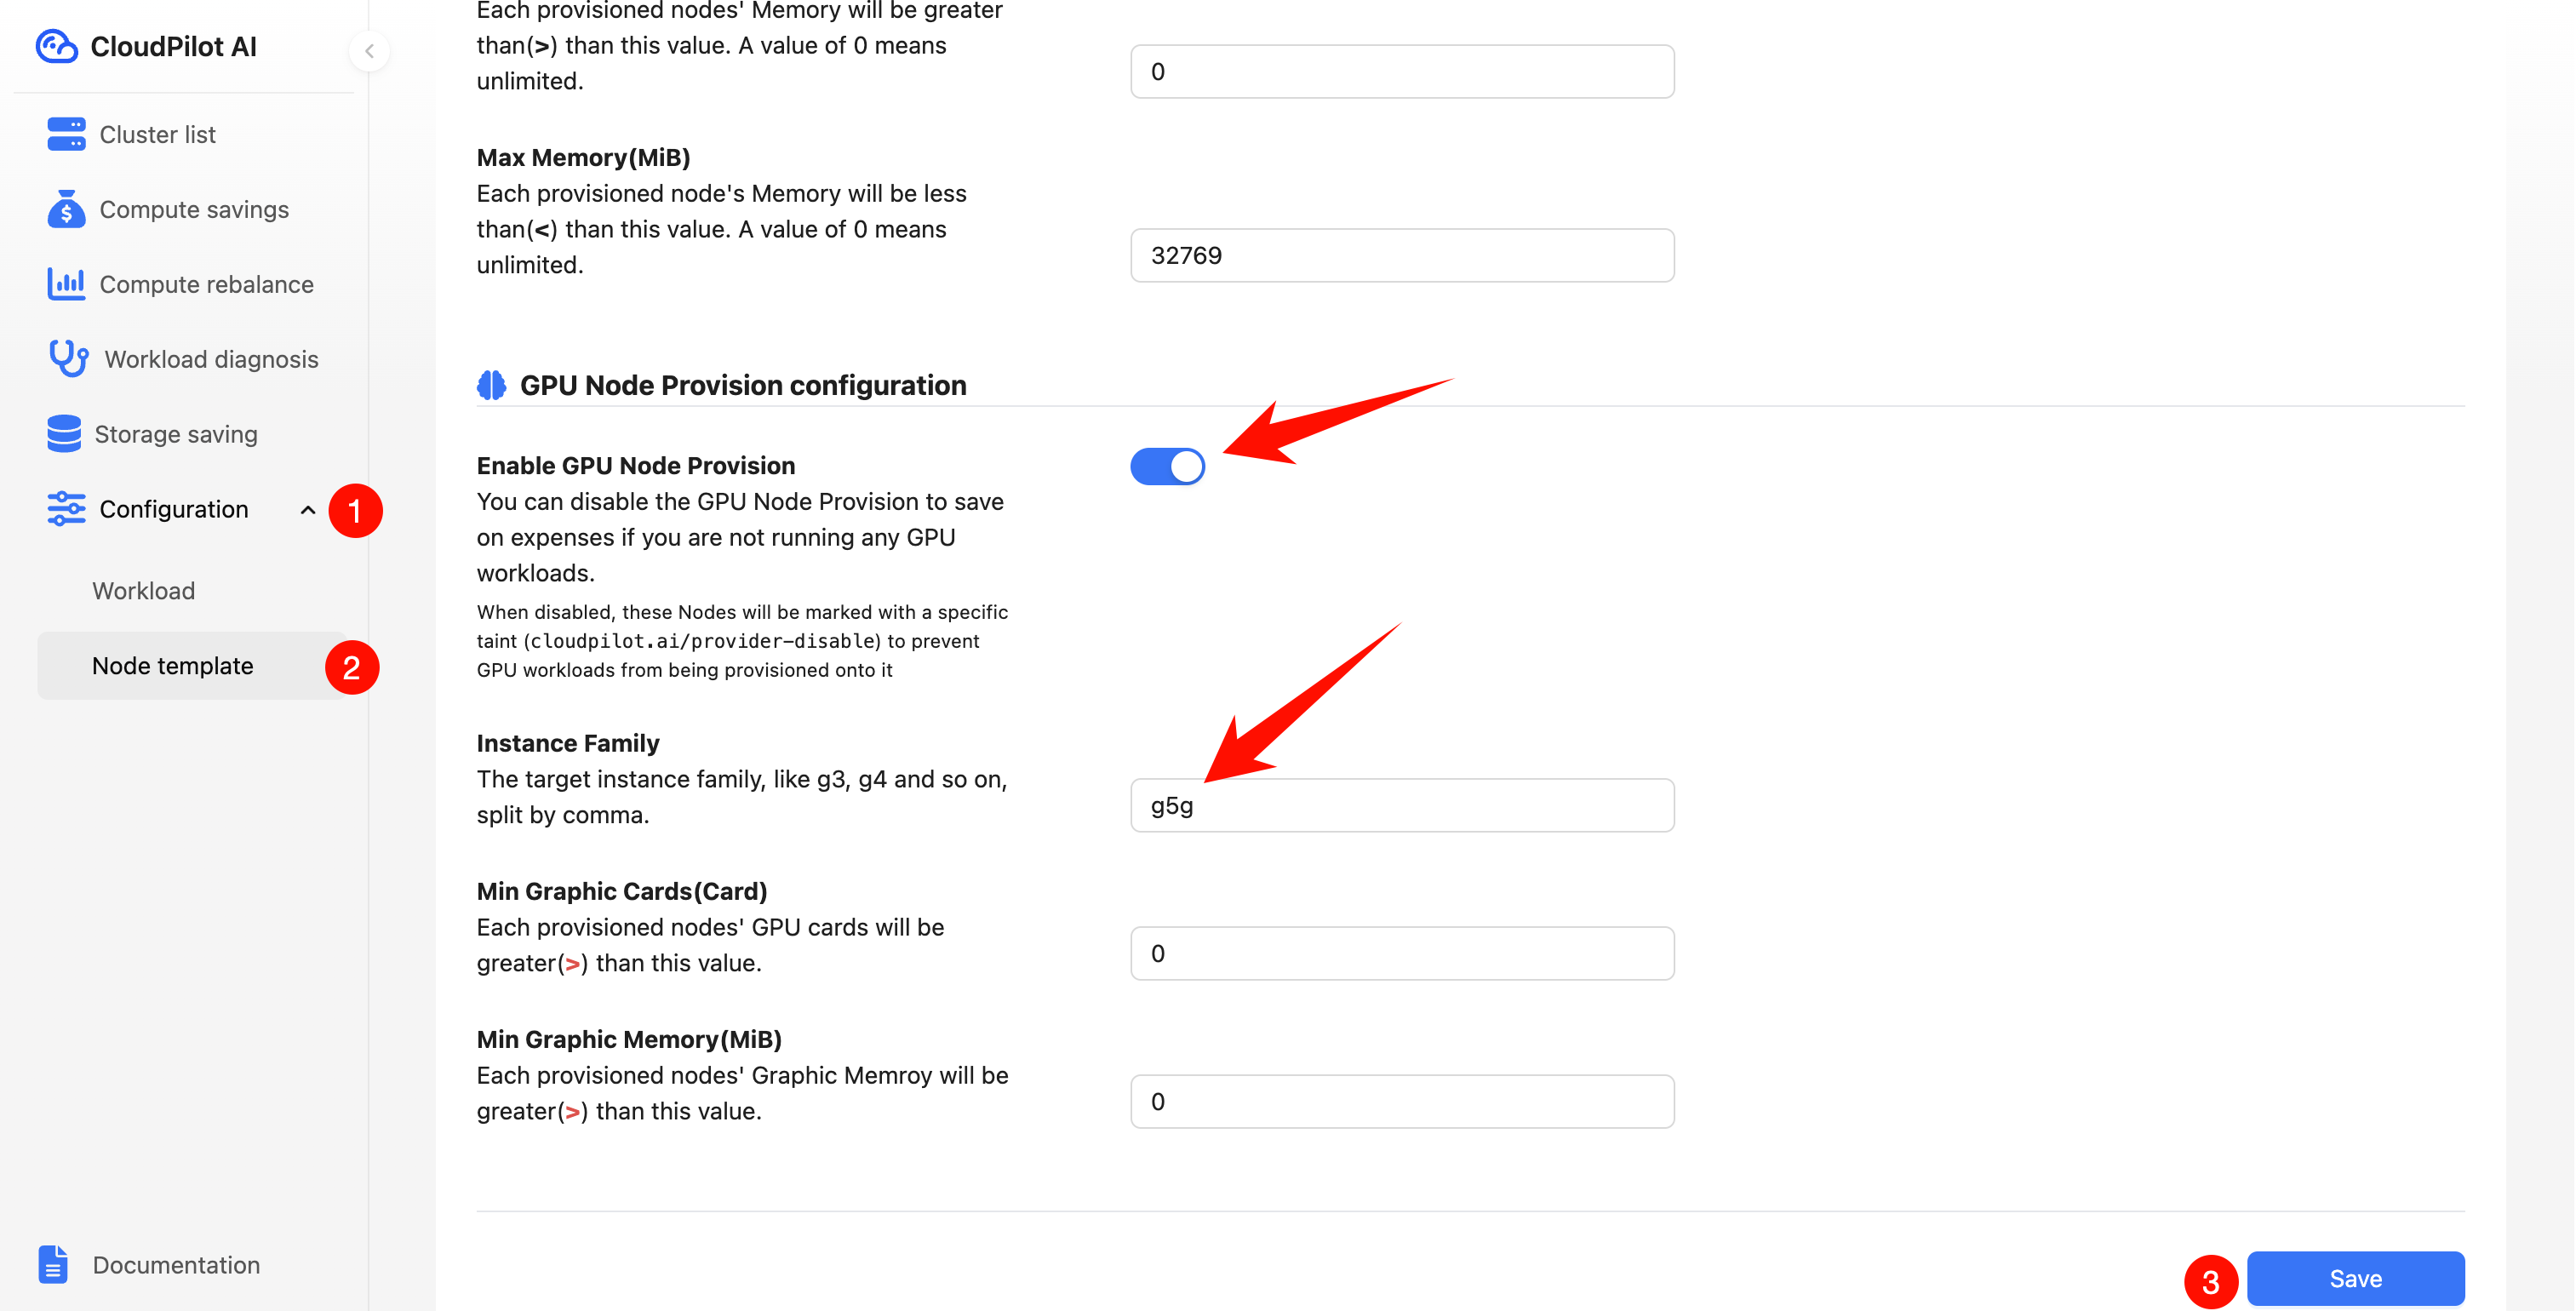 CloudPilot AI
Cluster list
Compute savings
Compute rebalance
Workload diagnosis
Storage saving
Configuration
1
Workload
Node template
2
Documentation
Each provisioned nodes' Memory will be greater
than(>) than this value. A value of 0 means
unlimited.
0
Max Memory(MiB)
Each provisioned node's Memory will be less
than(<) than this value. A value of 0 means
unlimited.
32769
GPU Node Provision configuration
Enable GPU Node Provision
You can disable the GPU Node Provision to save
on expenses if you are not running any GPU
workloads.
When disabled, these Nodes will be marked with a specific
taint (cloudpilot.ai/provider-disable) to prevent
GPU workloads from being provisioned onto it
Instance Family
The target instance family, like g3, g4 and so on,
split by comma.
g5g
Min Graphic Cards(Card)
Each provisioned nodes' GPU cards will be
greater(>) than this value.
0
Min Graphic Memory(MiB)
Each provisioned nodes' Graphic Memroy will be
greater(>) than this value.
0
3
Save